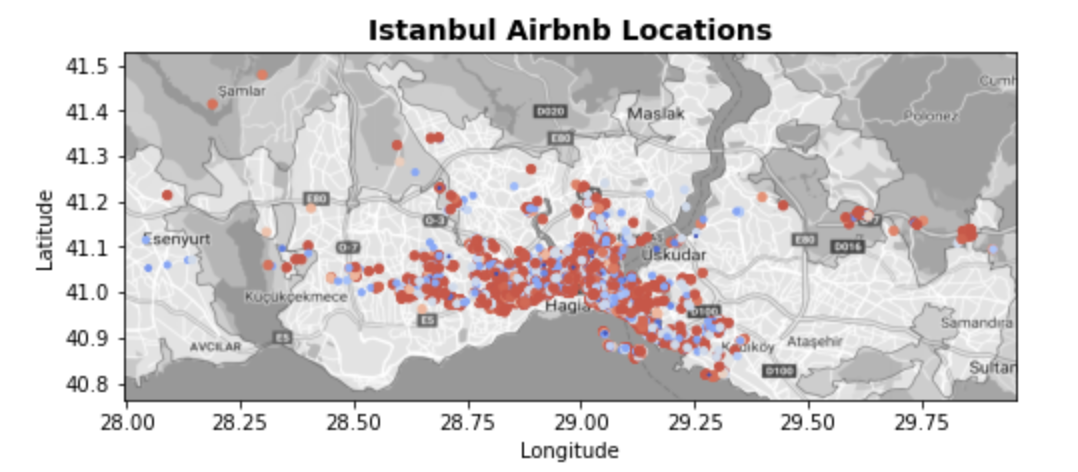 Istanbul Airbnb Locations
41.5
Şamlar
Cumh
41.4
D020
Maslak
Polonez
E80
41.3
41.2
E80
O-3
41.1
Esenyurt
O-7
E80
D016
Üsküdar
41.0
Küçükçekmece
Hagia
E5
D100
Samandıra
40.9
E5
AVCILAR
Kadıköy
Ataşehir
D100
Sultan
40.8
28.00
28.25
28.50
28.75
29.00
29.25
29.50
29.75
Latitude
Longitude